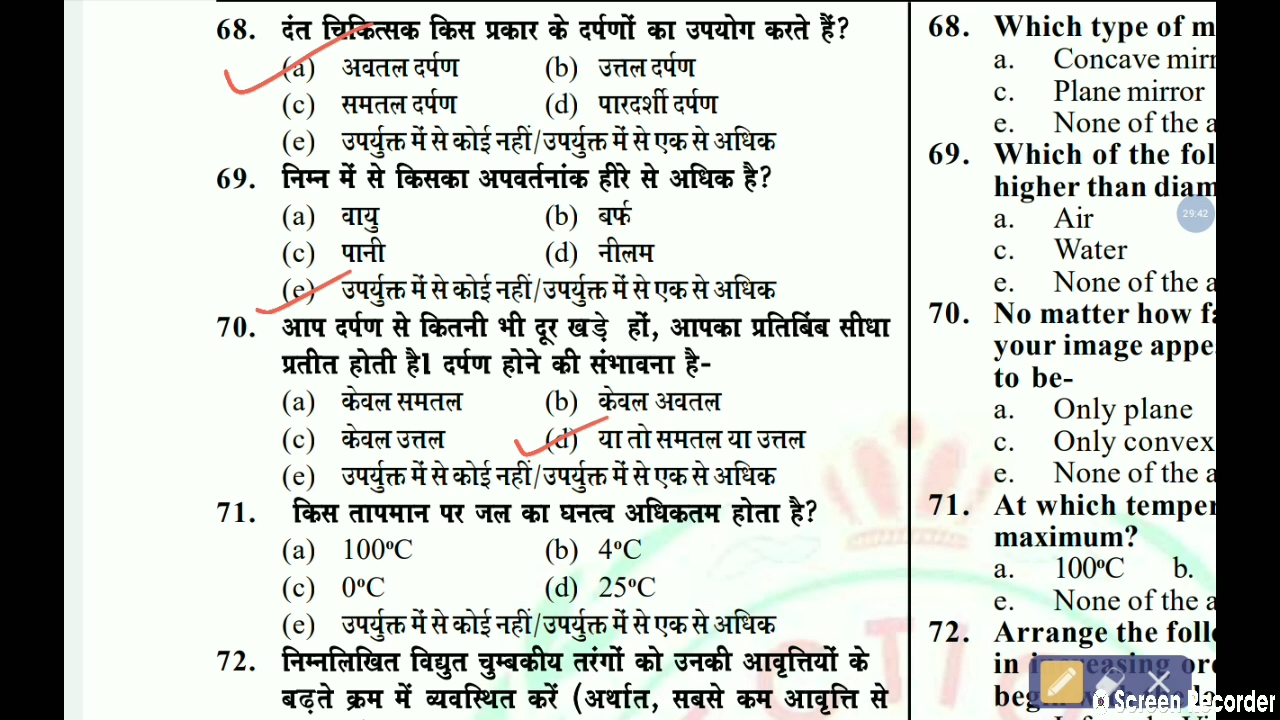 68. दंत चिकित्सक किस प्रकार के दर्पणों का उपयोग करते हैं?
(a) अवतल दर्पण (b) उत्तल दर्पण
(c) समतल दर्पण (d) पारदर्शी दर्पण
(e) उपर्युक्त में से कोई नहीं/उपर्युक्त में से एक से अधिक
69. निम्न में से किसका अपवर्तनांक हीरे से अधिक है?
(a) वायु (b) बर्फ
(c) पानी (d) नीलम
(e) उपर्युक्त में से कोई नहीं/उपर्युक्त में से एक से अधिक
70. आप दर्पण से कितनी भी दूर खड़े हों, आपका प्रतिबिंब सीधा
प्रतीत होती है। दर्पण होने की संभावना है-
(a) केवल समतल (b) केवल अवतल
(c) केवल उत्तल (d) या तो समतल या उत्तल
(e) उपर्युक्त में से कोई नहीं/उपर्युक्त में से एक से अधिक
71. किस तापमान पर जल का घनत्व अधिकतम होता है?
(a) 100°C (b) 4°C
(c) 0°C (d) 25°C
(e) उपर्युक्त में से कोई नहीं/उपर्युक्त में से एक से अधिक
72. निम्नलिखित विद्युत चुम्बकीय तरंगों को उनकी आवृत्तियों के
बढ़ते क्रम में व्यवस्थित करें (अर्थात, सबसे कम आवृत्ति से
68. Which type of m
a. Concave mirr
c. Plane mirror
e. None of the a
69. Which of the fol
higher than diam
a. Air
29:42
c. Water
e. None of the a
70. No matter how fa
your image appe
to be-
a. Only plane
c. Only convex
e. None of the a
71. At which temper
maximum?
a. 100°C b.
e. None of the a
72. Arrange the follo
in increasing ord
Screen Recorder